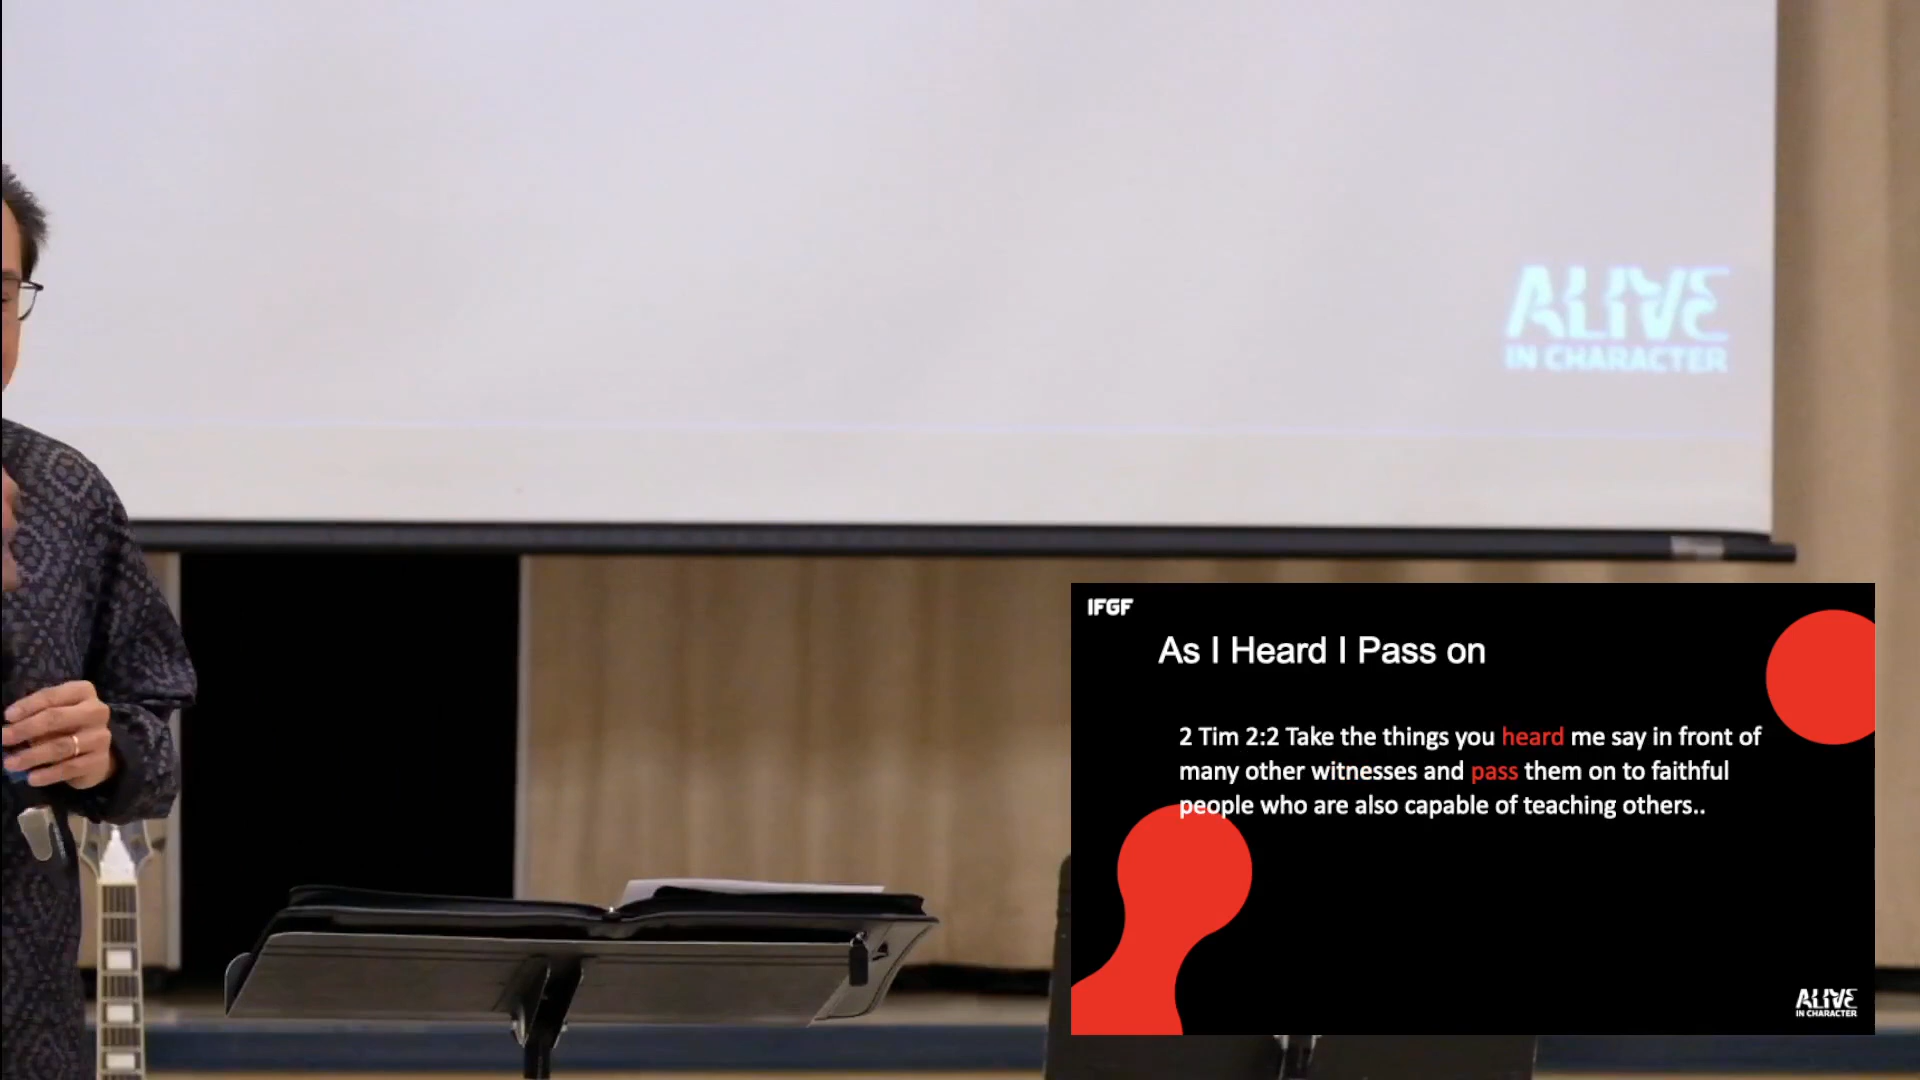 ALIVE
IN CHARACTER
IFGF
As I Heard I Pass on
2 Tim 2:2 Take the things you heard me say in front of
many other witnesses and pass them on to faithful
people who are also capable of teaching others..
ALIVE
IN CHARACTER